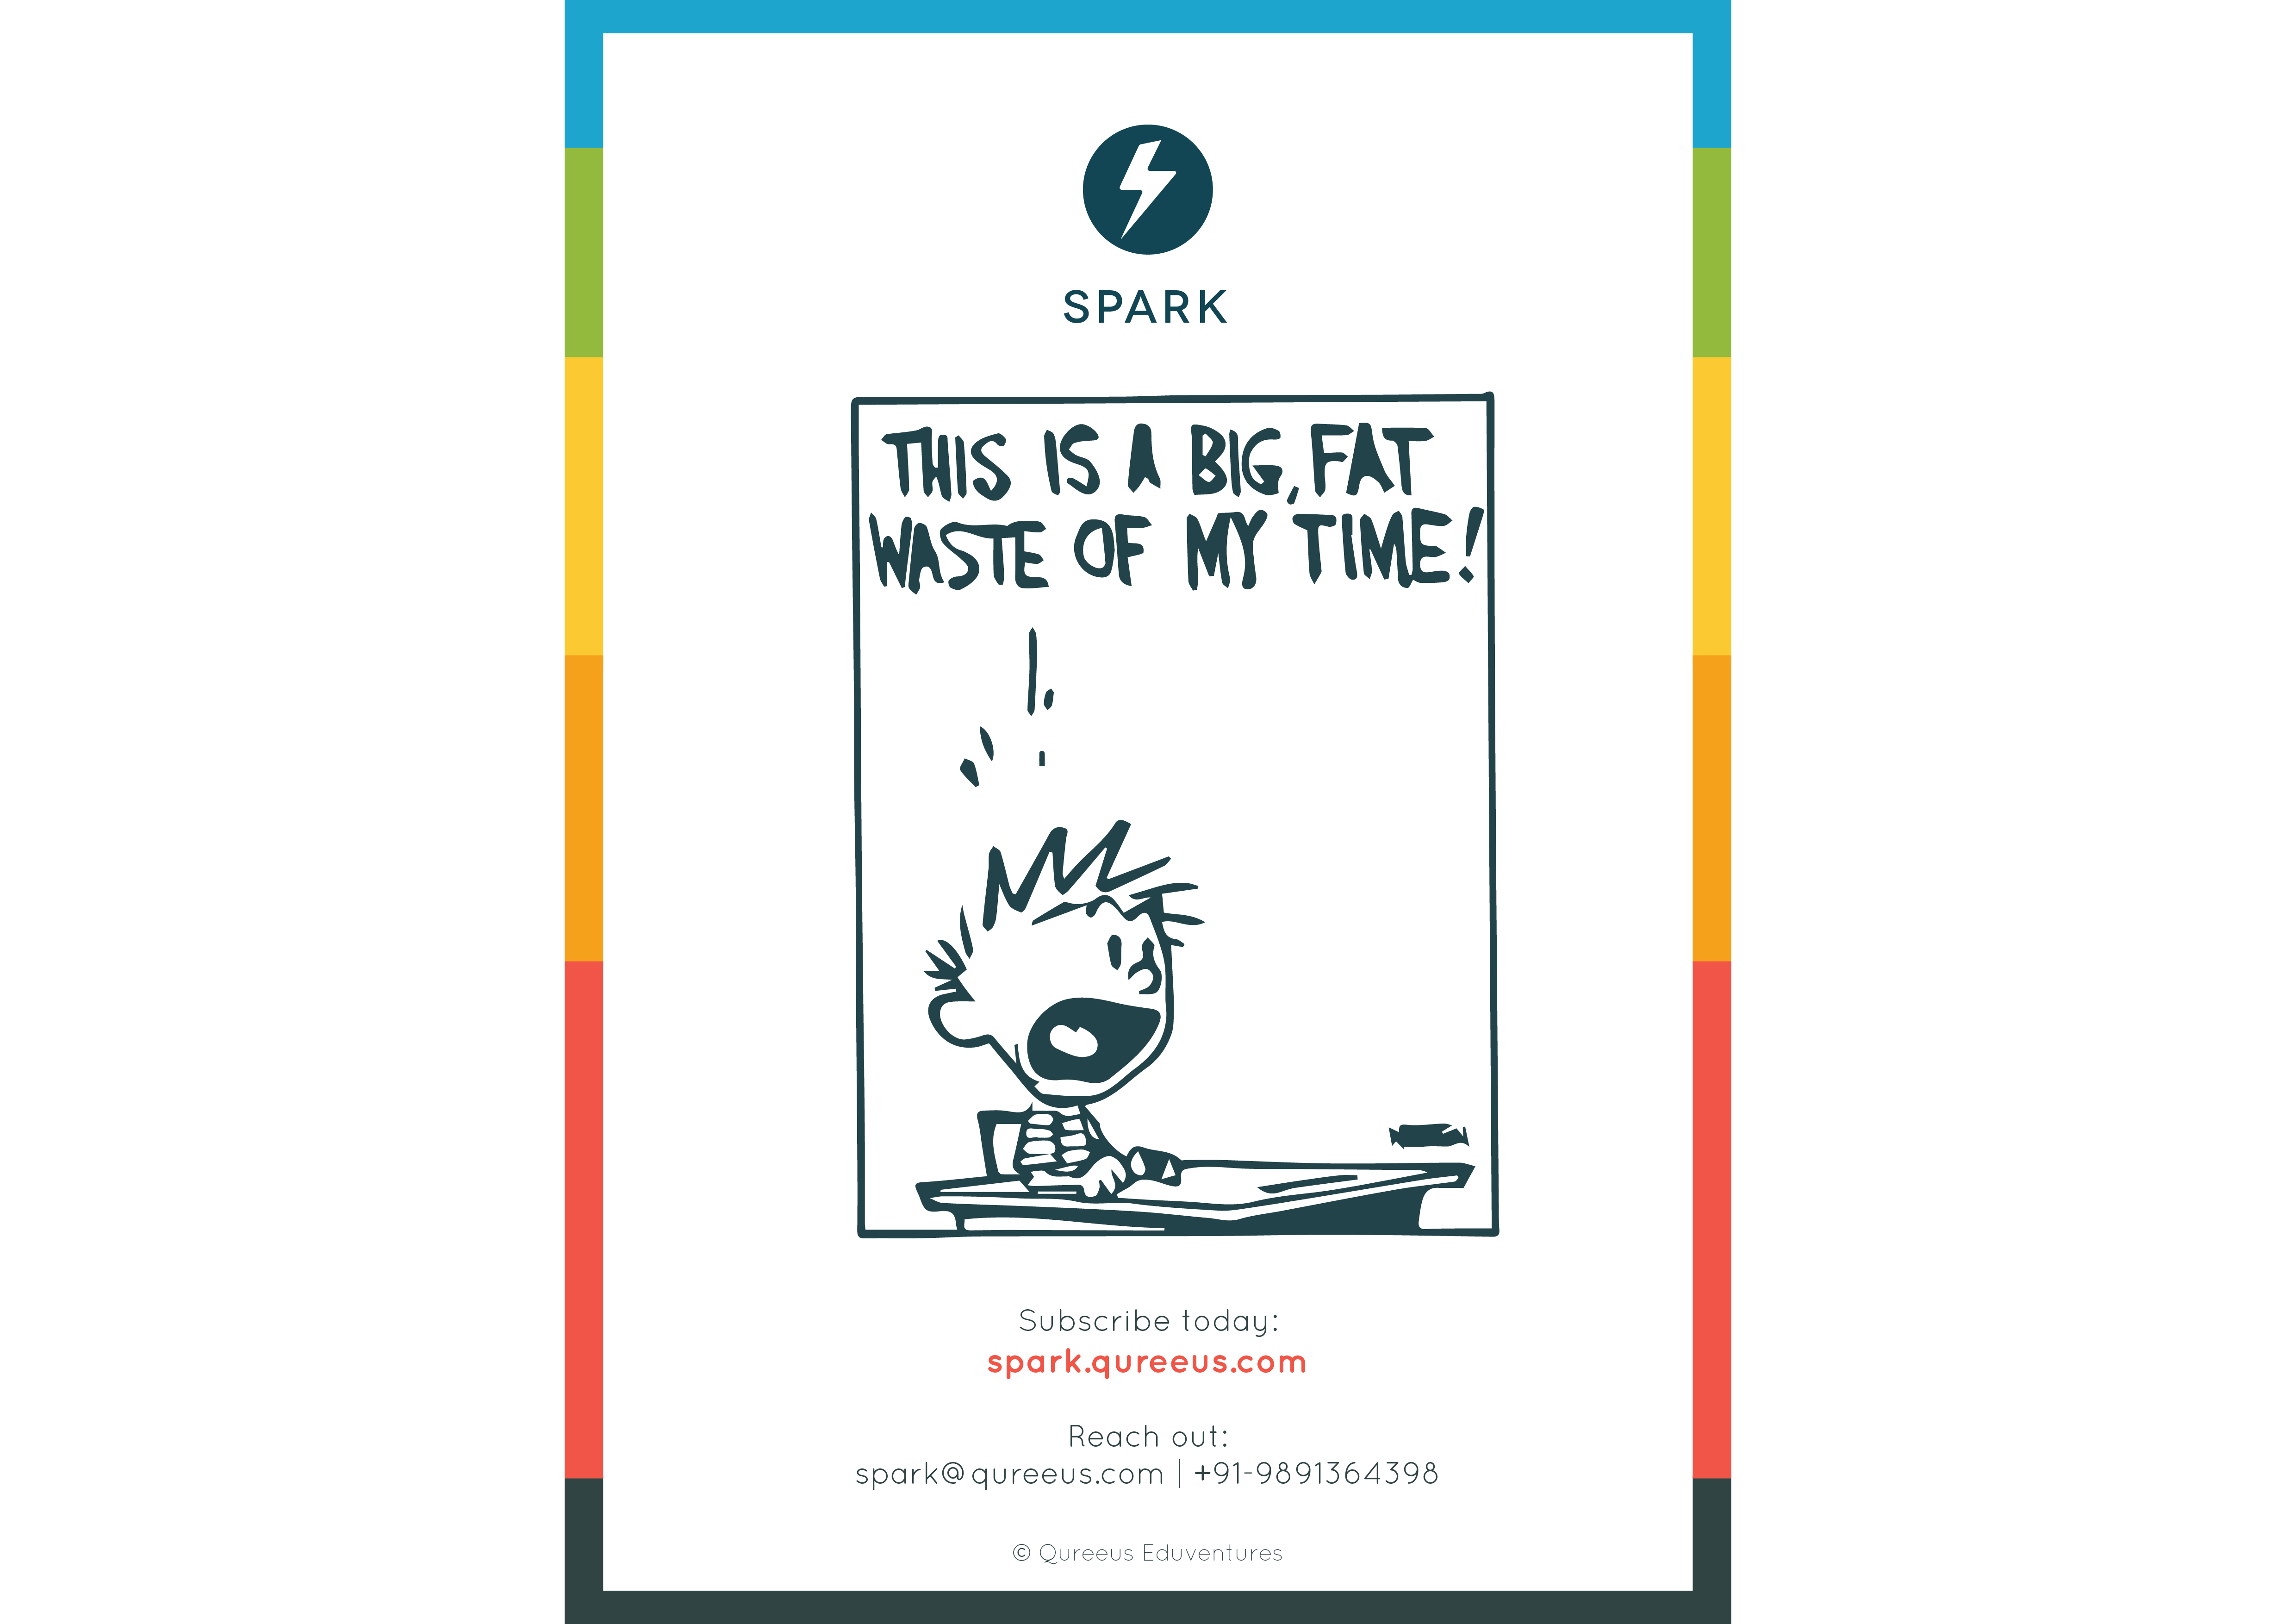 SPARK
THIS IS A BIG, FAT
WASTE OF MY TIME!
Subscribe today:
spark.qureeus.com
Reach out:
spark@qureeus.com | +91-9891364398
© Qureeus Eduventures